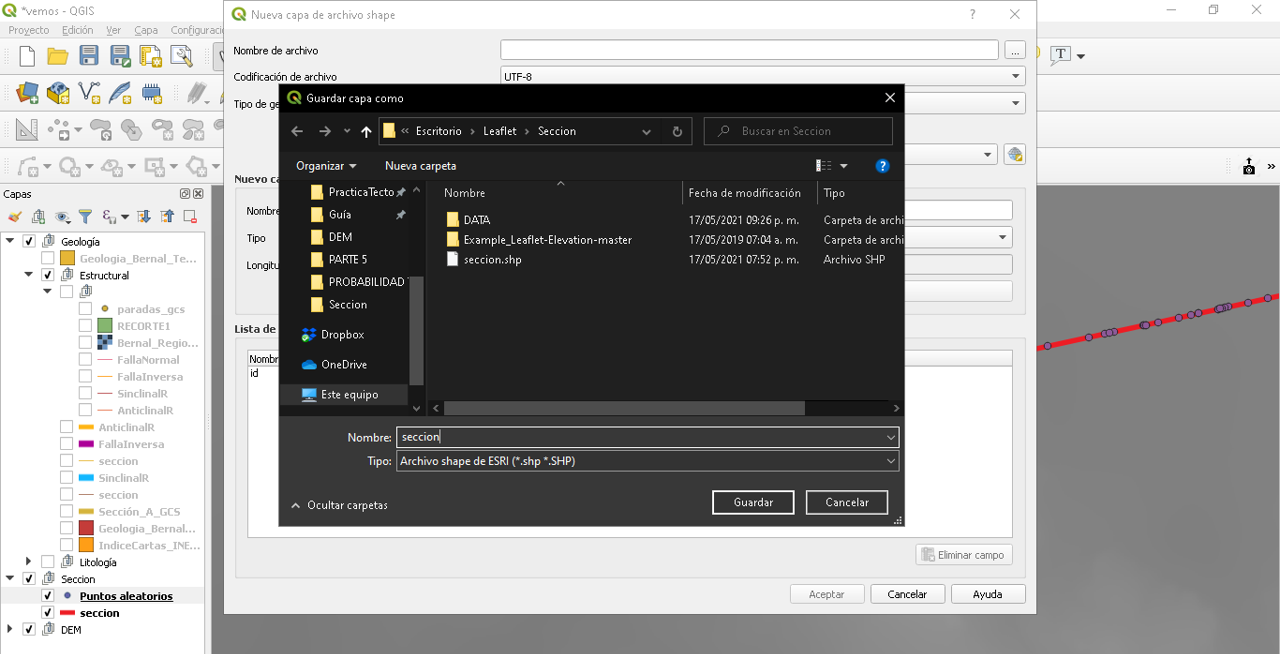 *vemos - QGIS
Proyecto Edición Ver Capa Configuraci
T
»
Capas
Geología
Geologia_Bernal_Te...
Estructural
paradas_gcs
RECORTE1
Bernal_Regio...
FallaNormal
FallaInversa
SinclinalR
AnticlinalR
AnticlinalR
FallaInversa
seccion
SinclinalR
seccion
Sección_A_GCS
Geologia_Bernal...
IndiceCartas_INE...
Litología
Seccion
Puntos aleatorios
seccion
DEM
Nueva capa de archivo shape
?
Nombre de archivo
...
Codificación de archivo UTF-8
Tipo de ge
Nuevo ca
Nombre
Tipo
Longitu
Lista de
Nombr
id
Eliminar campo
Aceptar Cancelar Ayuda
Guardar capa como
« Escritorio › Leaflet › Seccion
Buscar en Seccion
Organizar Nueva carpeta
?
PracticaTecto
Guía
DEM
PARTE 5
PROBABILIDAD
Seccion
Dropbox
OneDrive
Este equipo
Nombre Fecha de modificación Tipo
DATA 17/05/2021 09:26 p. m. Carpeta de archi
Example_Leaflet-Elevation-master 17/05/2019 07:04 a. m. Carpeta de archi
seccion.shp 17/05/2021 07:52 p. m. Archivo SHP
Nombre: seccion
Tipo: Archivo shape de ESRI (*.shp *.SHP)
Ocultar carpetas
Guardar Cancelar